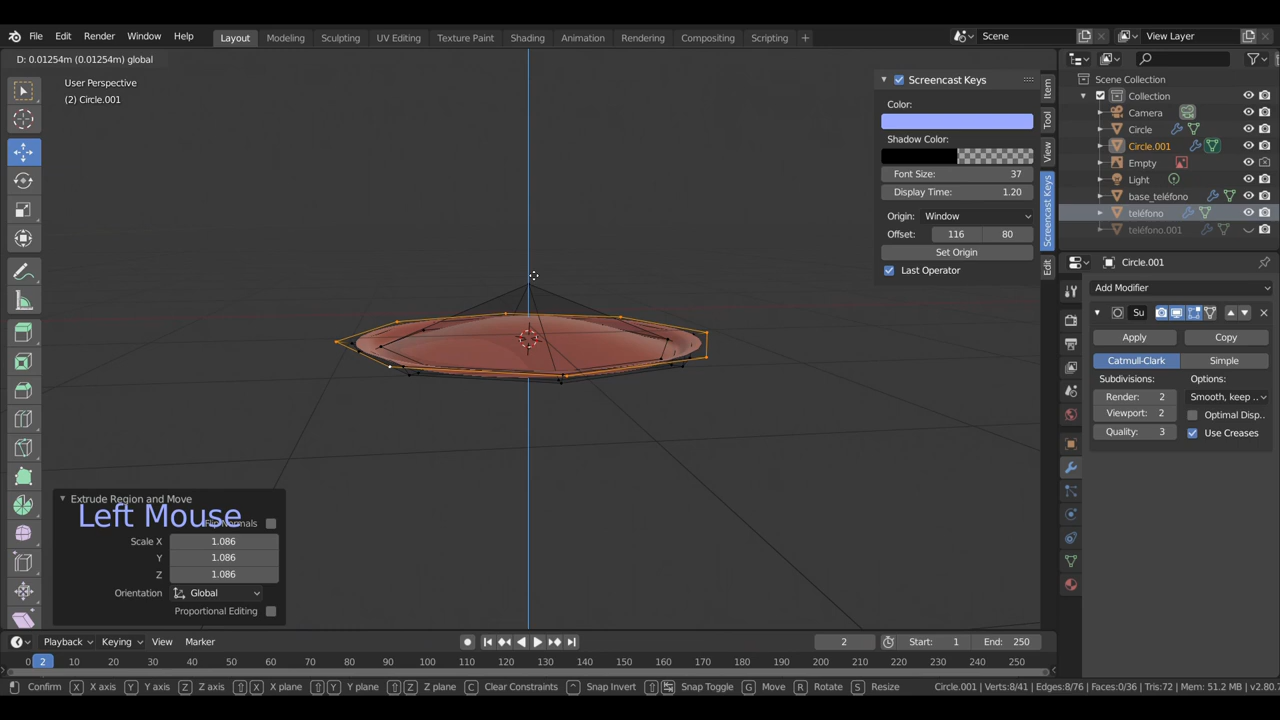 File Edit Render Window Help Layout Modeling Sculpting UV Editing Texture Paint Shading Animation Rendering Compositing Scripting + Scene View Layer
D: 0.01254m (0.01254m) global
User Perspective
(2) Circle.001
Screencast Keys
Color:
Shadow Color:
Font Size: 37
Display Time: 1.20
Origin: Window
Offset: 116 80
Set Origin
Last Operator
Item
Tool
View
Screencast Keys
Edit
Scene Collection
Collection
Camera
Circle
Circle.001
Empty
Light
base_teléfono
teléfono
teléfono.001
Circle.001
Add Modifier
Su
Apply Copy
Catmull-Clark Simple
Subdivisions: Options:
Render: 2 Smooth, keep ..
Viewport: 2 Optimal Disp..
Quality: 3 Use Creases
Extrude Region and Move
Left Mouse
Scale X 1.086
Y 1.086
Z 1.086
Orientation Global
Proportional Editing
Playback Keying View Marker 2 Start: 1 End: 250
0 2 10 20 30 40 50 60 70 80 90 100 110 120 130 140 150 160 170 180 190 200 210 220 230 240 250
Confirm X X axis Y Y axis Z Z axis X X plane Y Y plane Z Z plane C Clear Constraints Snap Invert Snap Toggle G Move R Rotate S Resize Circle.001 | Verts:8/41 | Edges:8/76 | Faces:0/36 | Tris:72 | Mem: 51.2 MB | v2.80.